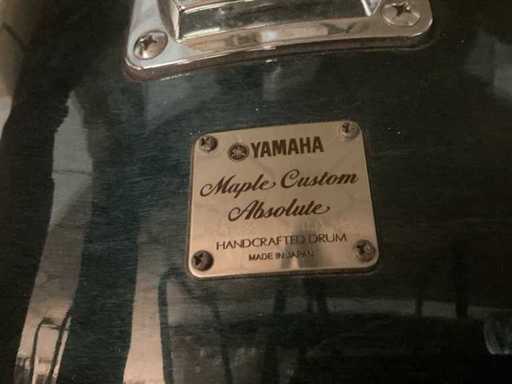 YAMAHA
Maple Custom
Absolute
HANDCRAFTED DRUM
MADE IN JAPAN